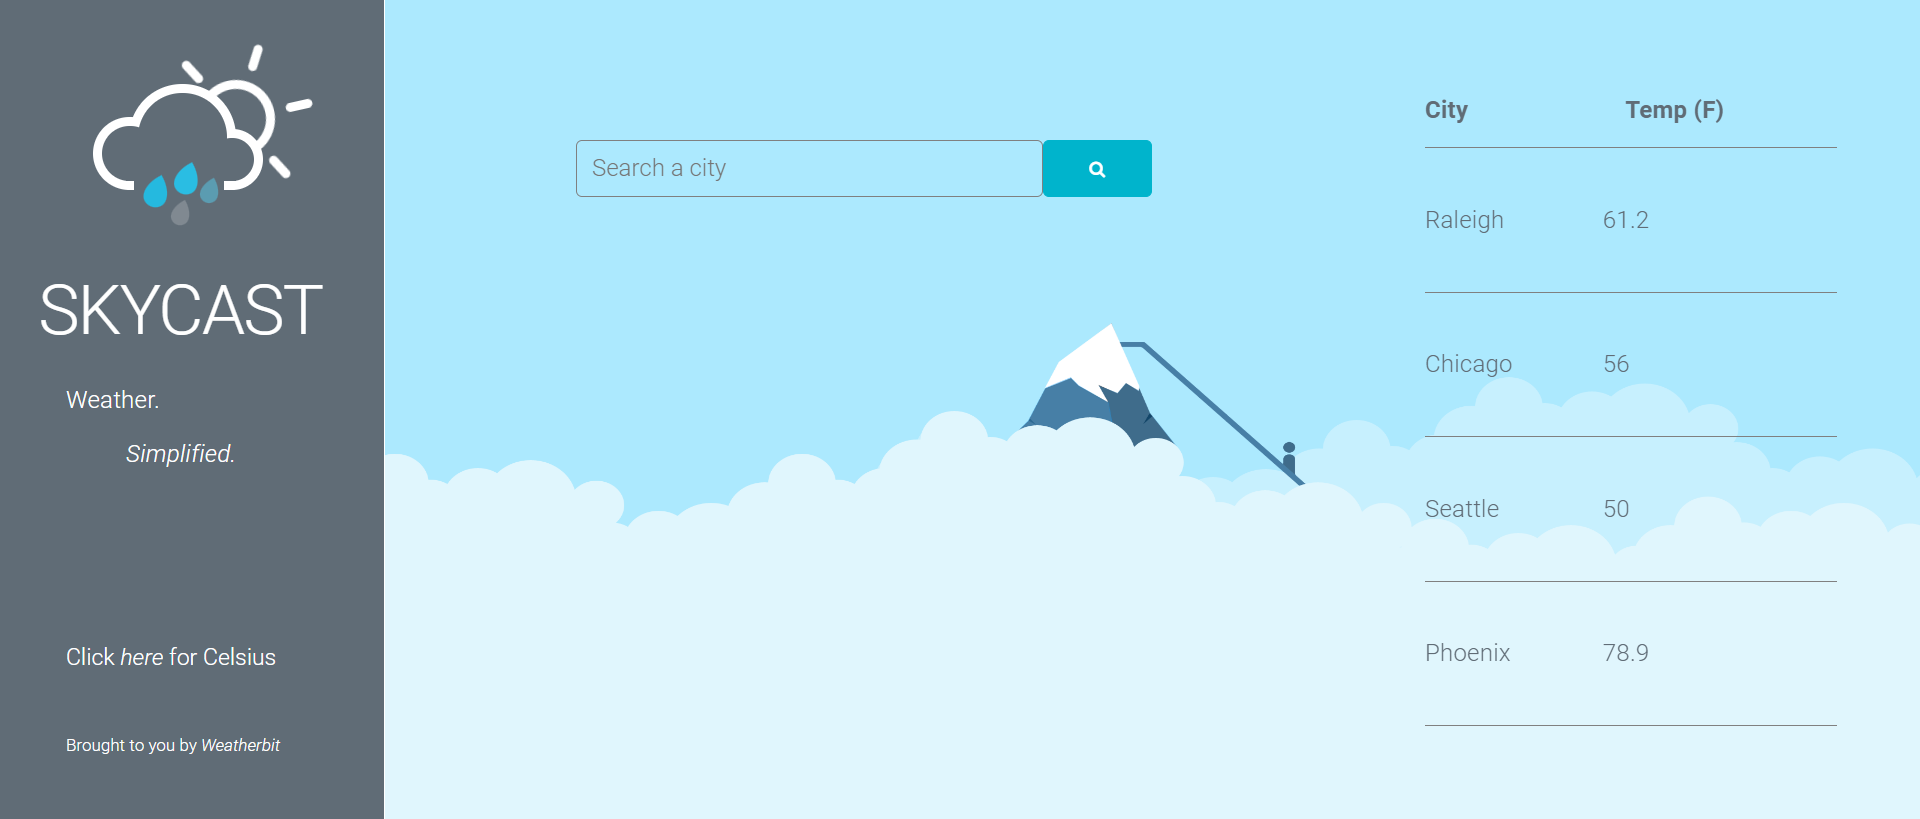 SKYCAST
Weather.
Simplified.
Click here for Celsius
Brought to you by Weatherbit
Search a city
City Temp (F)
Raleigh 61.2
Chicago 56
Seattle 50
Phoenix 78.9